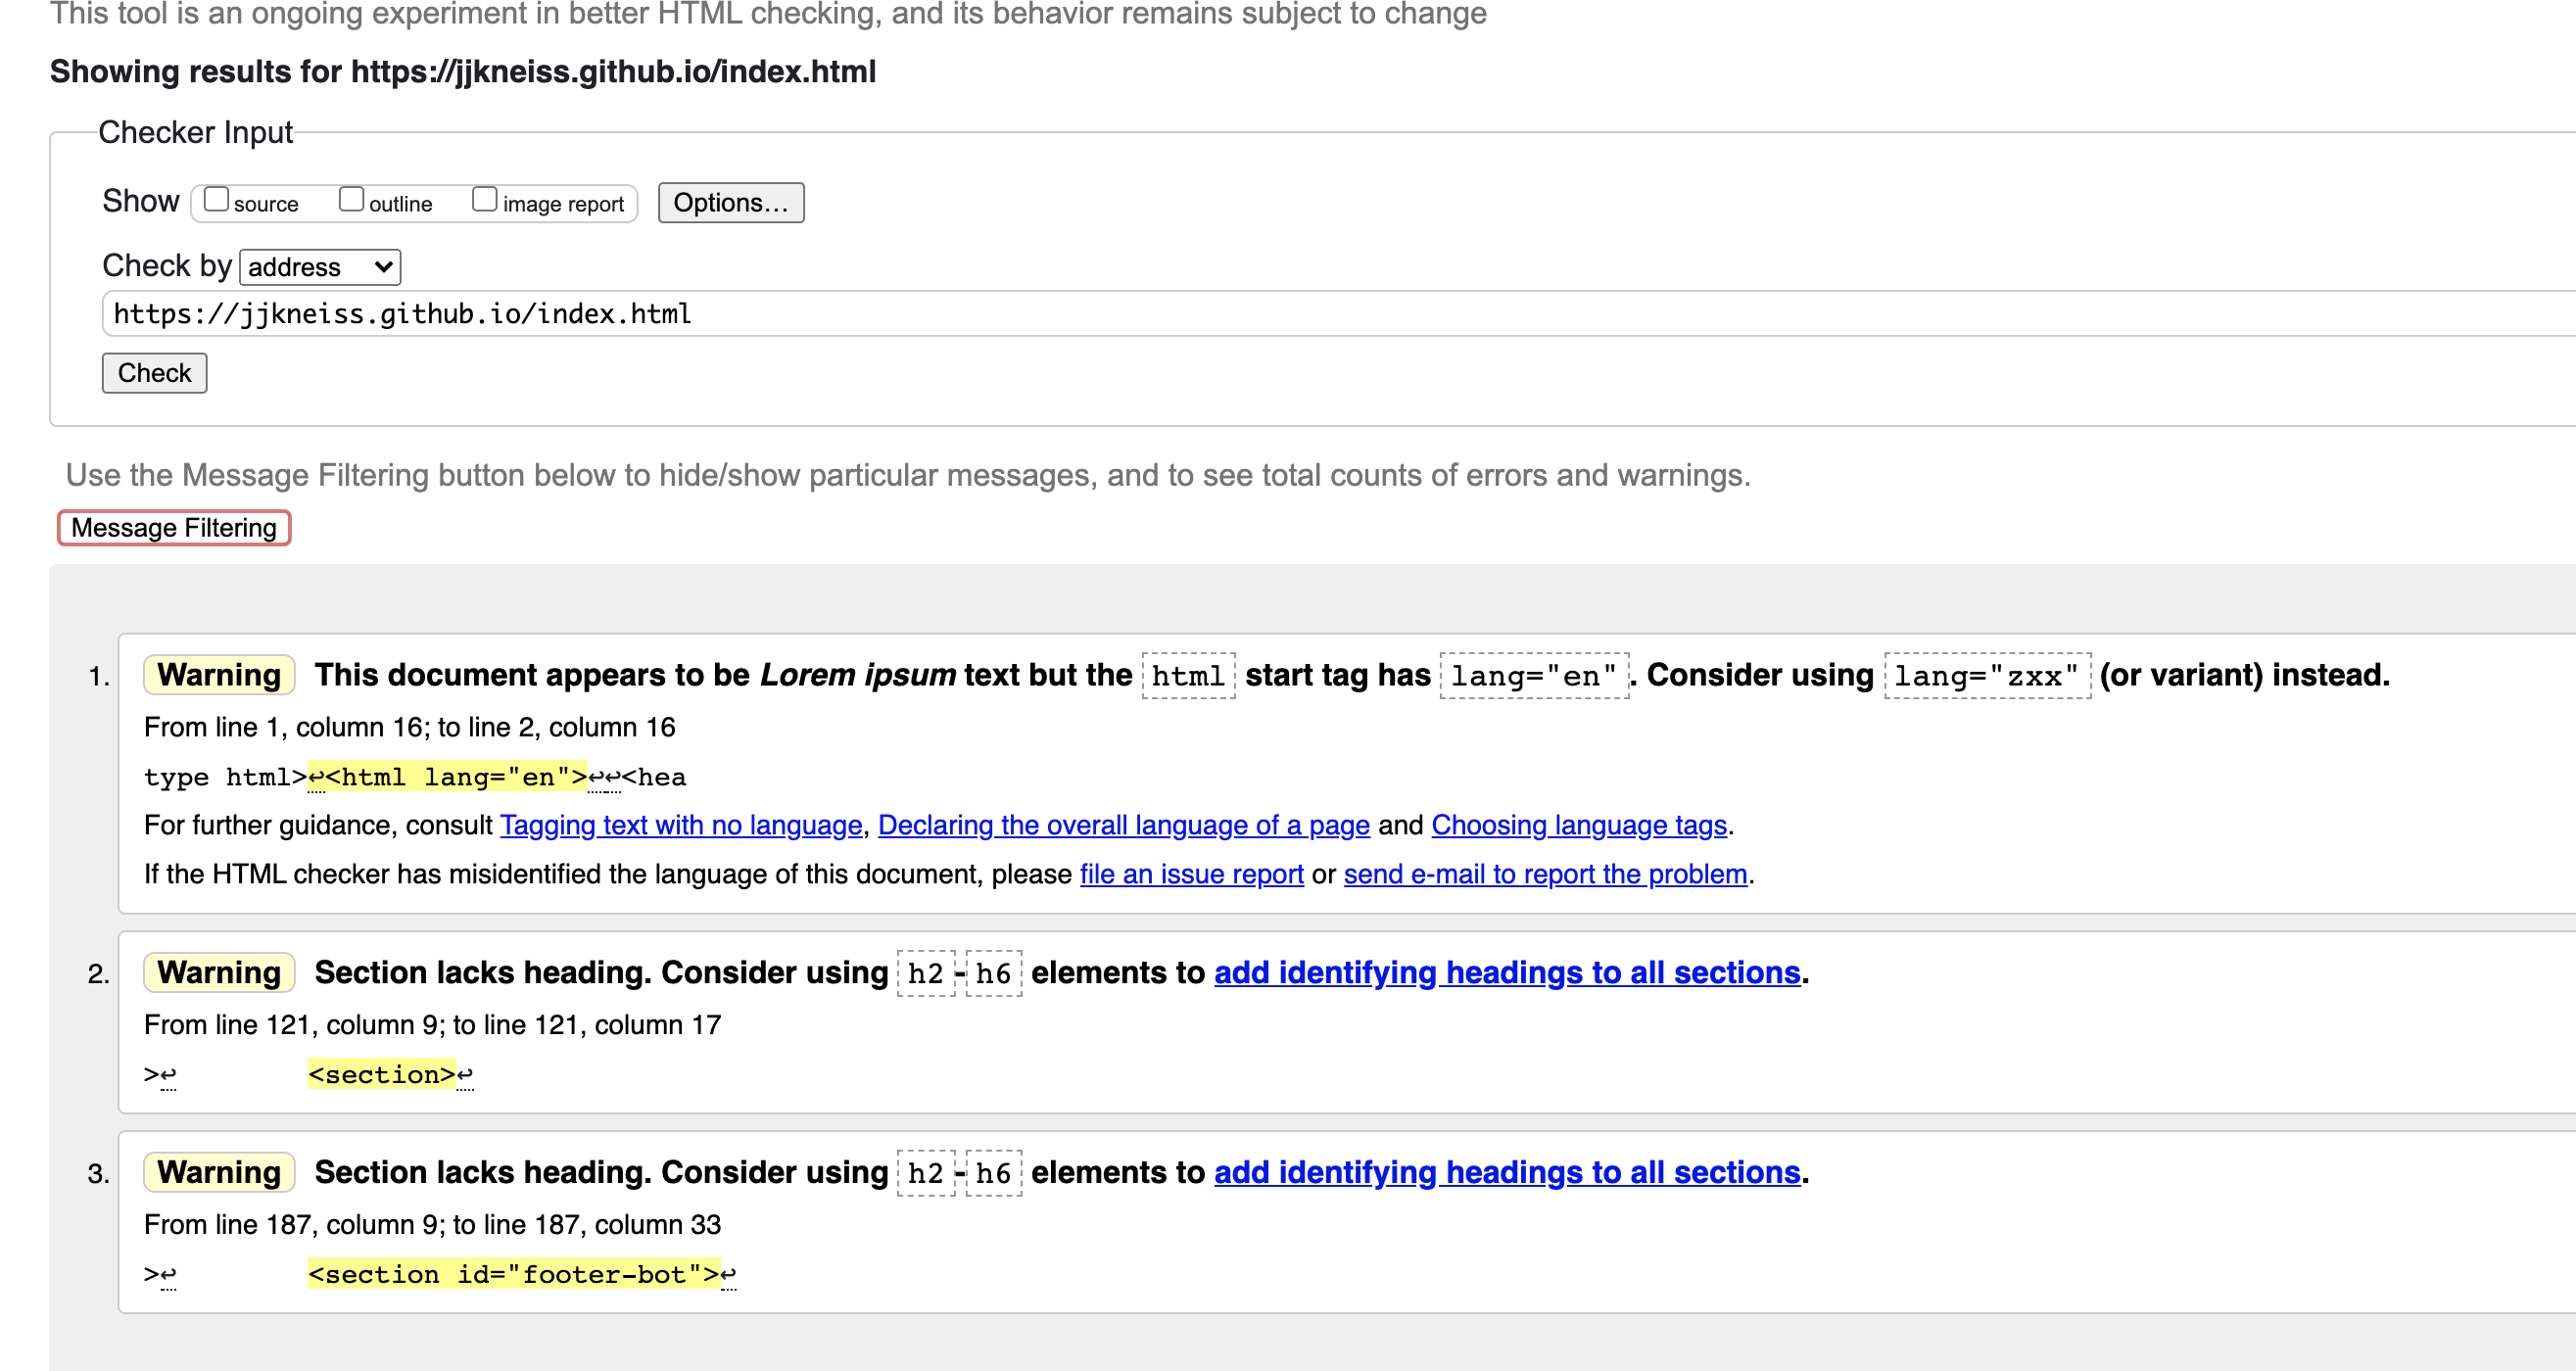 This tool is an ongoing experiment in better HTML checking, and its behavior remains subject to change
Showing results for https://jjkneiss.github.io/index.html
Checker Input
Show source outline image report Options...
Check by address
https://jjkneiss.github.io/index.html
Check
Use the Message Filtering button below to hide/show particular messages, and to see total counts of errors and warnings.
Message Filtering
1. Warning This document appears to be Lorem ipsum text but the html start tag has lang="en". Consider using lang="zxx" (or variant) instead.
From line 1, column 16; to line 2, column 16
type html>↩<html lang="en">↩↩<hea
For further guidance, consult Tagging text with no language, Declaring the overall language of a page and Choosing language tags.
If the HTML checker has misidentified the language of this document, please file an issue report or send e-mail to report the problem.
2. Warning Section lacks heading. Consider using h2-h6 elements to add identifying headings to all sections.
From line 121, column 9; to line 121, column 17
>↩ <section>↩
3. Warning Section lacks heading. Consider using h2-h6 elements to add identifying headings to all sections.
From line 187, column 9; to line 187, column 33
>↩ <section id="footer-bot">↩